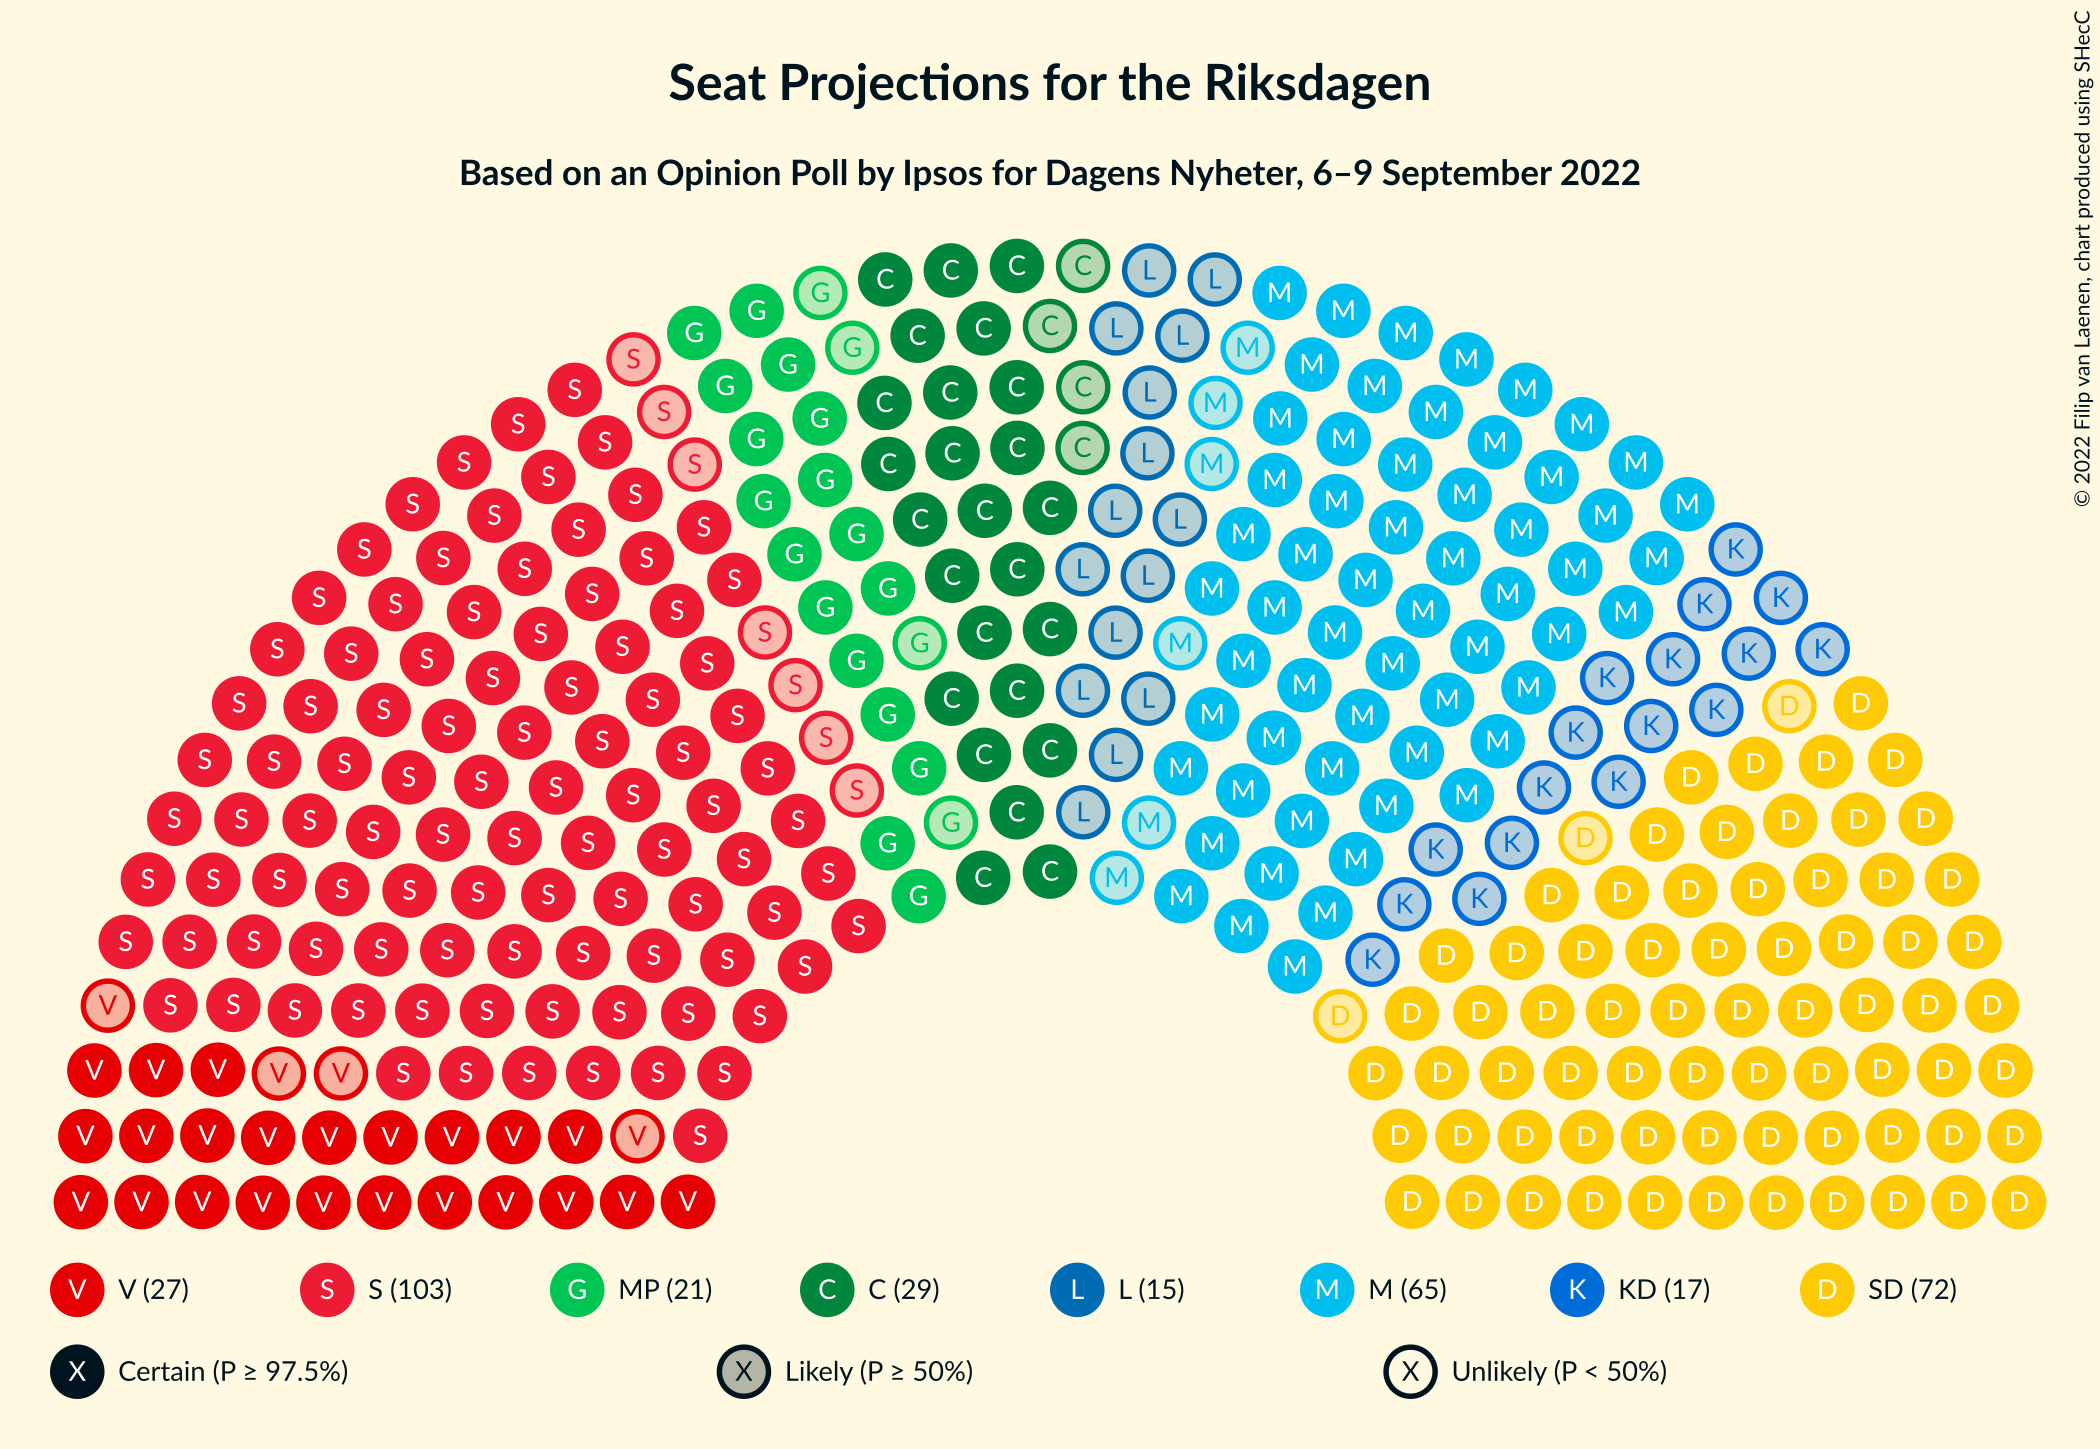 Seat Projections for the Riksdagen
Based on an Opinion Poll by Ipsos for Dagens Nyheter, 6–9 September 2022
© 2022 Filip van Laenen, chart produced using SHecC
V V (27) S S (103) G MP (21) C C (29) L L (15) M M (65) K KD (17) D SD (72)
X Certain (P ≥ 97.5%) X Likely (P ≥ 50%) X Unlikely (P < 50%)